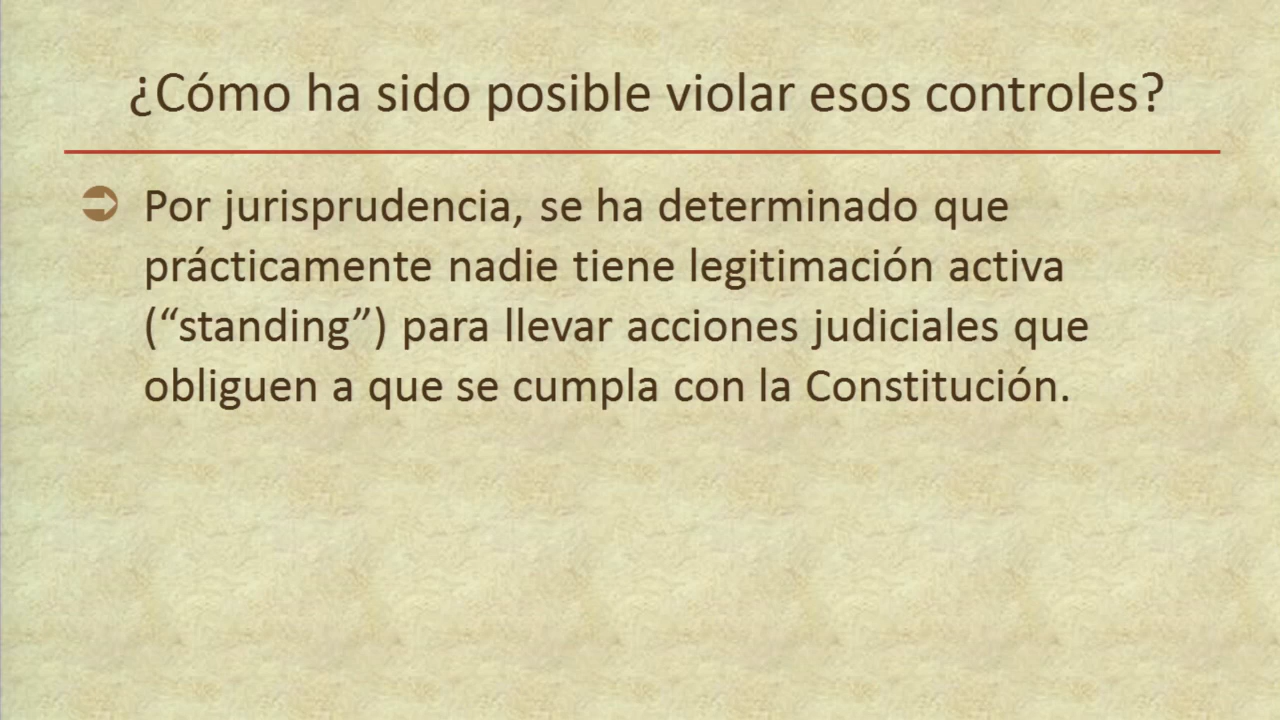 ¿Cómo ha sido posible violar esos controles?
Por jurisprudencia, se ha determinado que
prácticamente nadie tiene legitimación activa
(“standing”) para llevar acciones judiciales que
obliguen a que se cumpla con la Constitución.